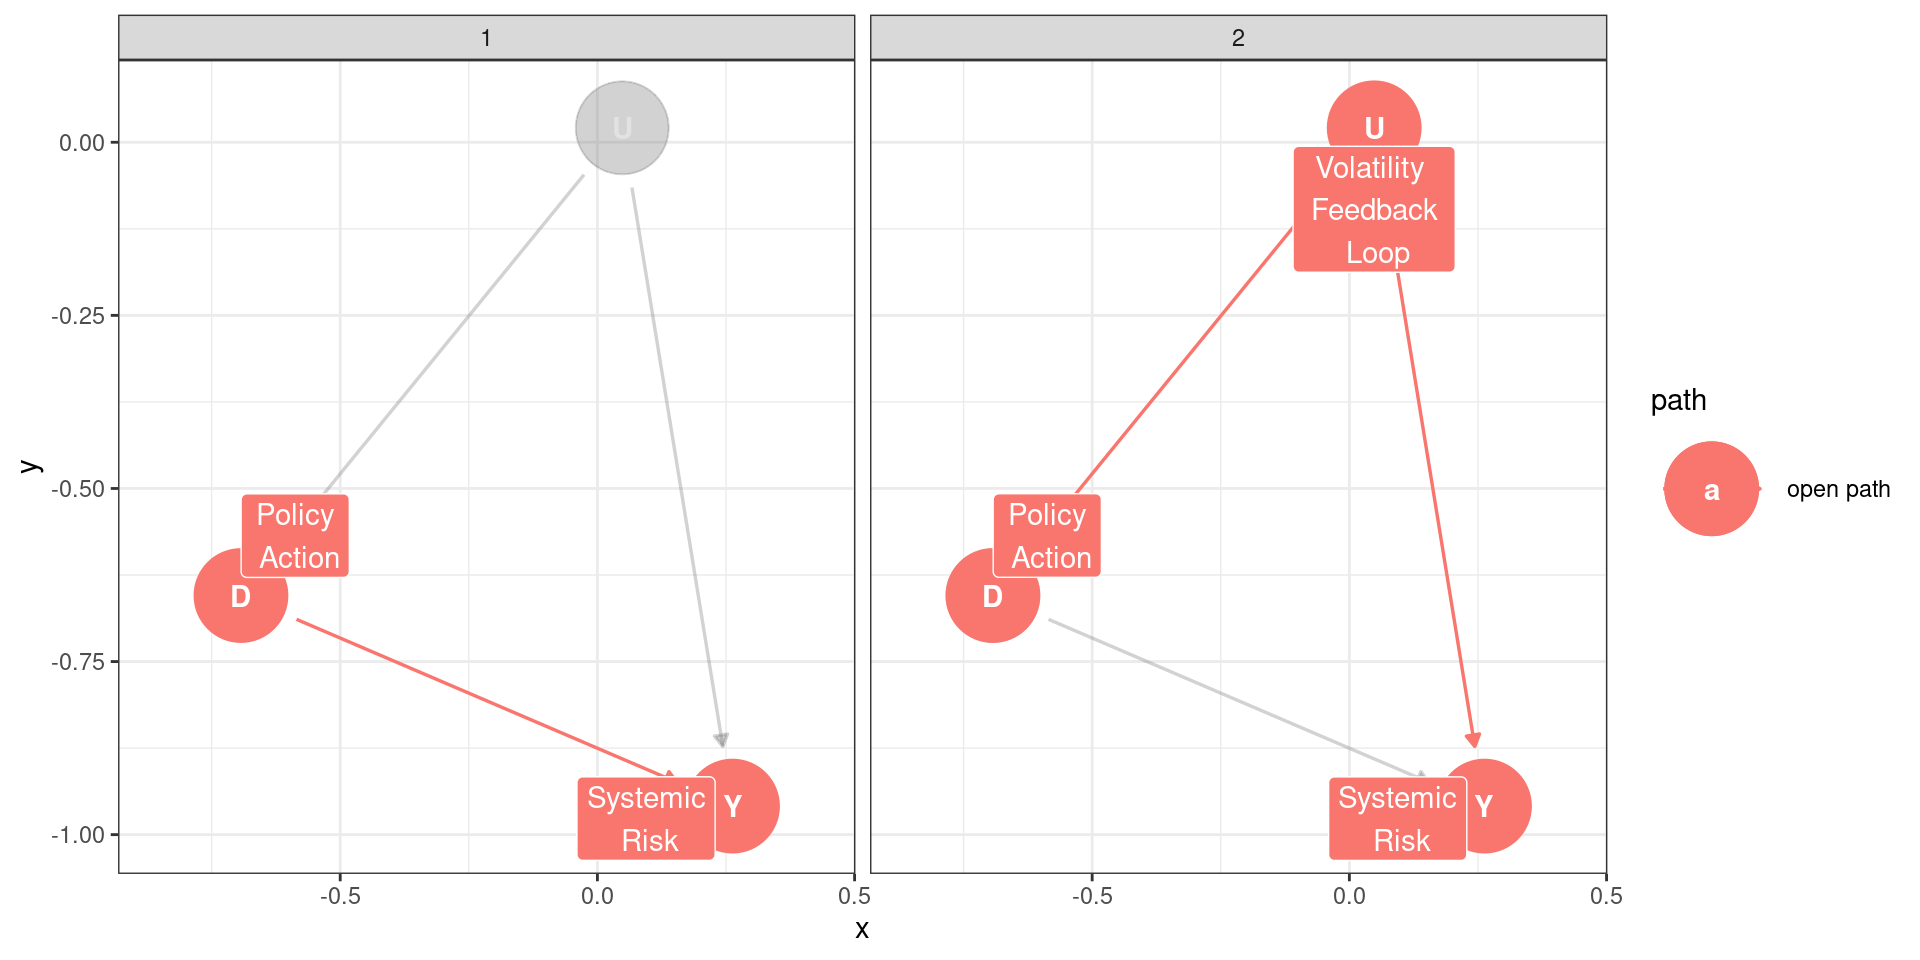 1
2
U
U
Volatility
Feedback
Loop
Policy
Action
D
Policy
Action
D
Systemic
Risk
Y
Systemic
Risk
Y
0.00
-0.25
-0.50
-0.75
-1.00
y
-0.5
0.0
0.5
-0.5
0.0
0.5
x
path
a
open path